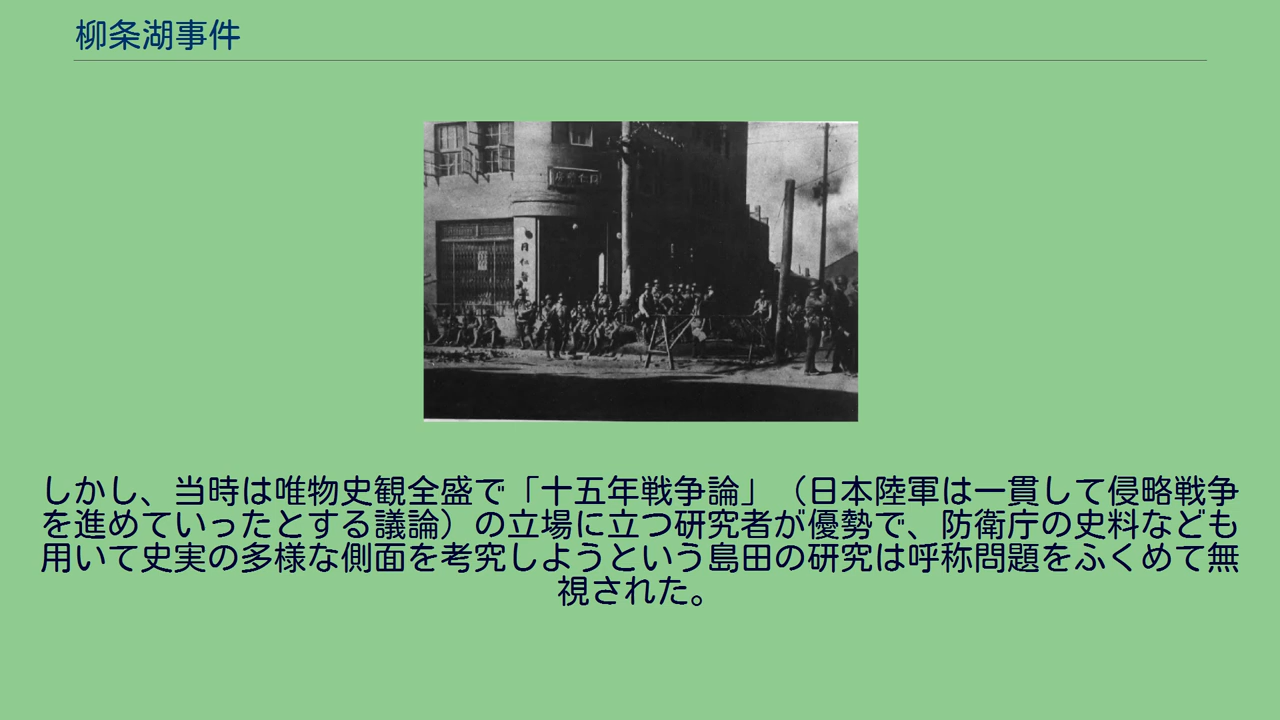 柳条湖事件
同仁
しかし、当時は唯物史観全盛で「十五年戦争論」（日本陸軍は一貫して侵略戦争
を進めていったとする議論）の立場に立つ研究者が優勢で、防衛庁の史料なども
用いて史実の多様な側面を考究しようという島田の研究は呼称問題をふくめて無
視された。